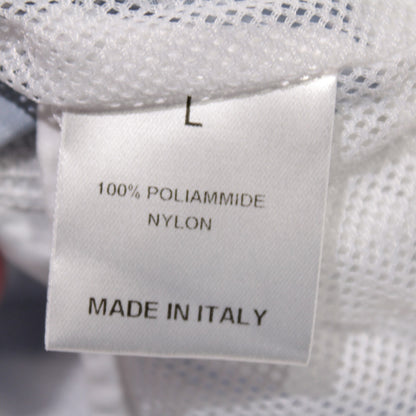 L
100% POLIAMMIDE
NYLON
MADE IN ITALY